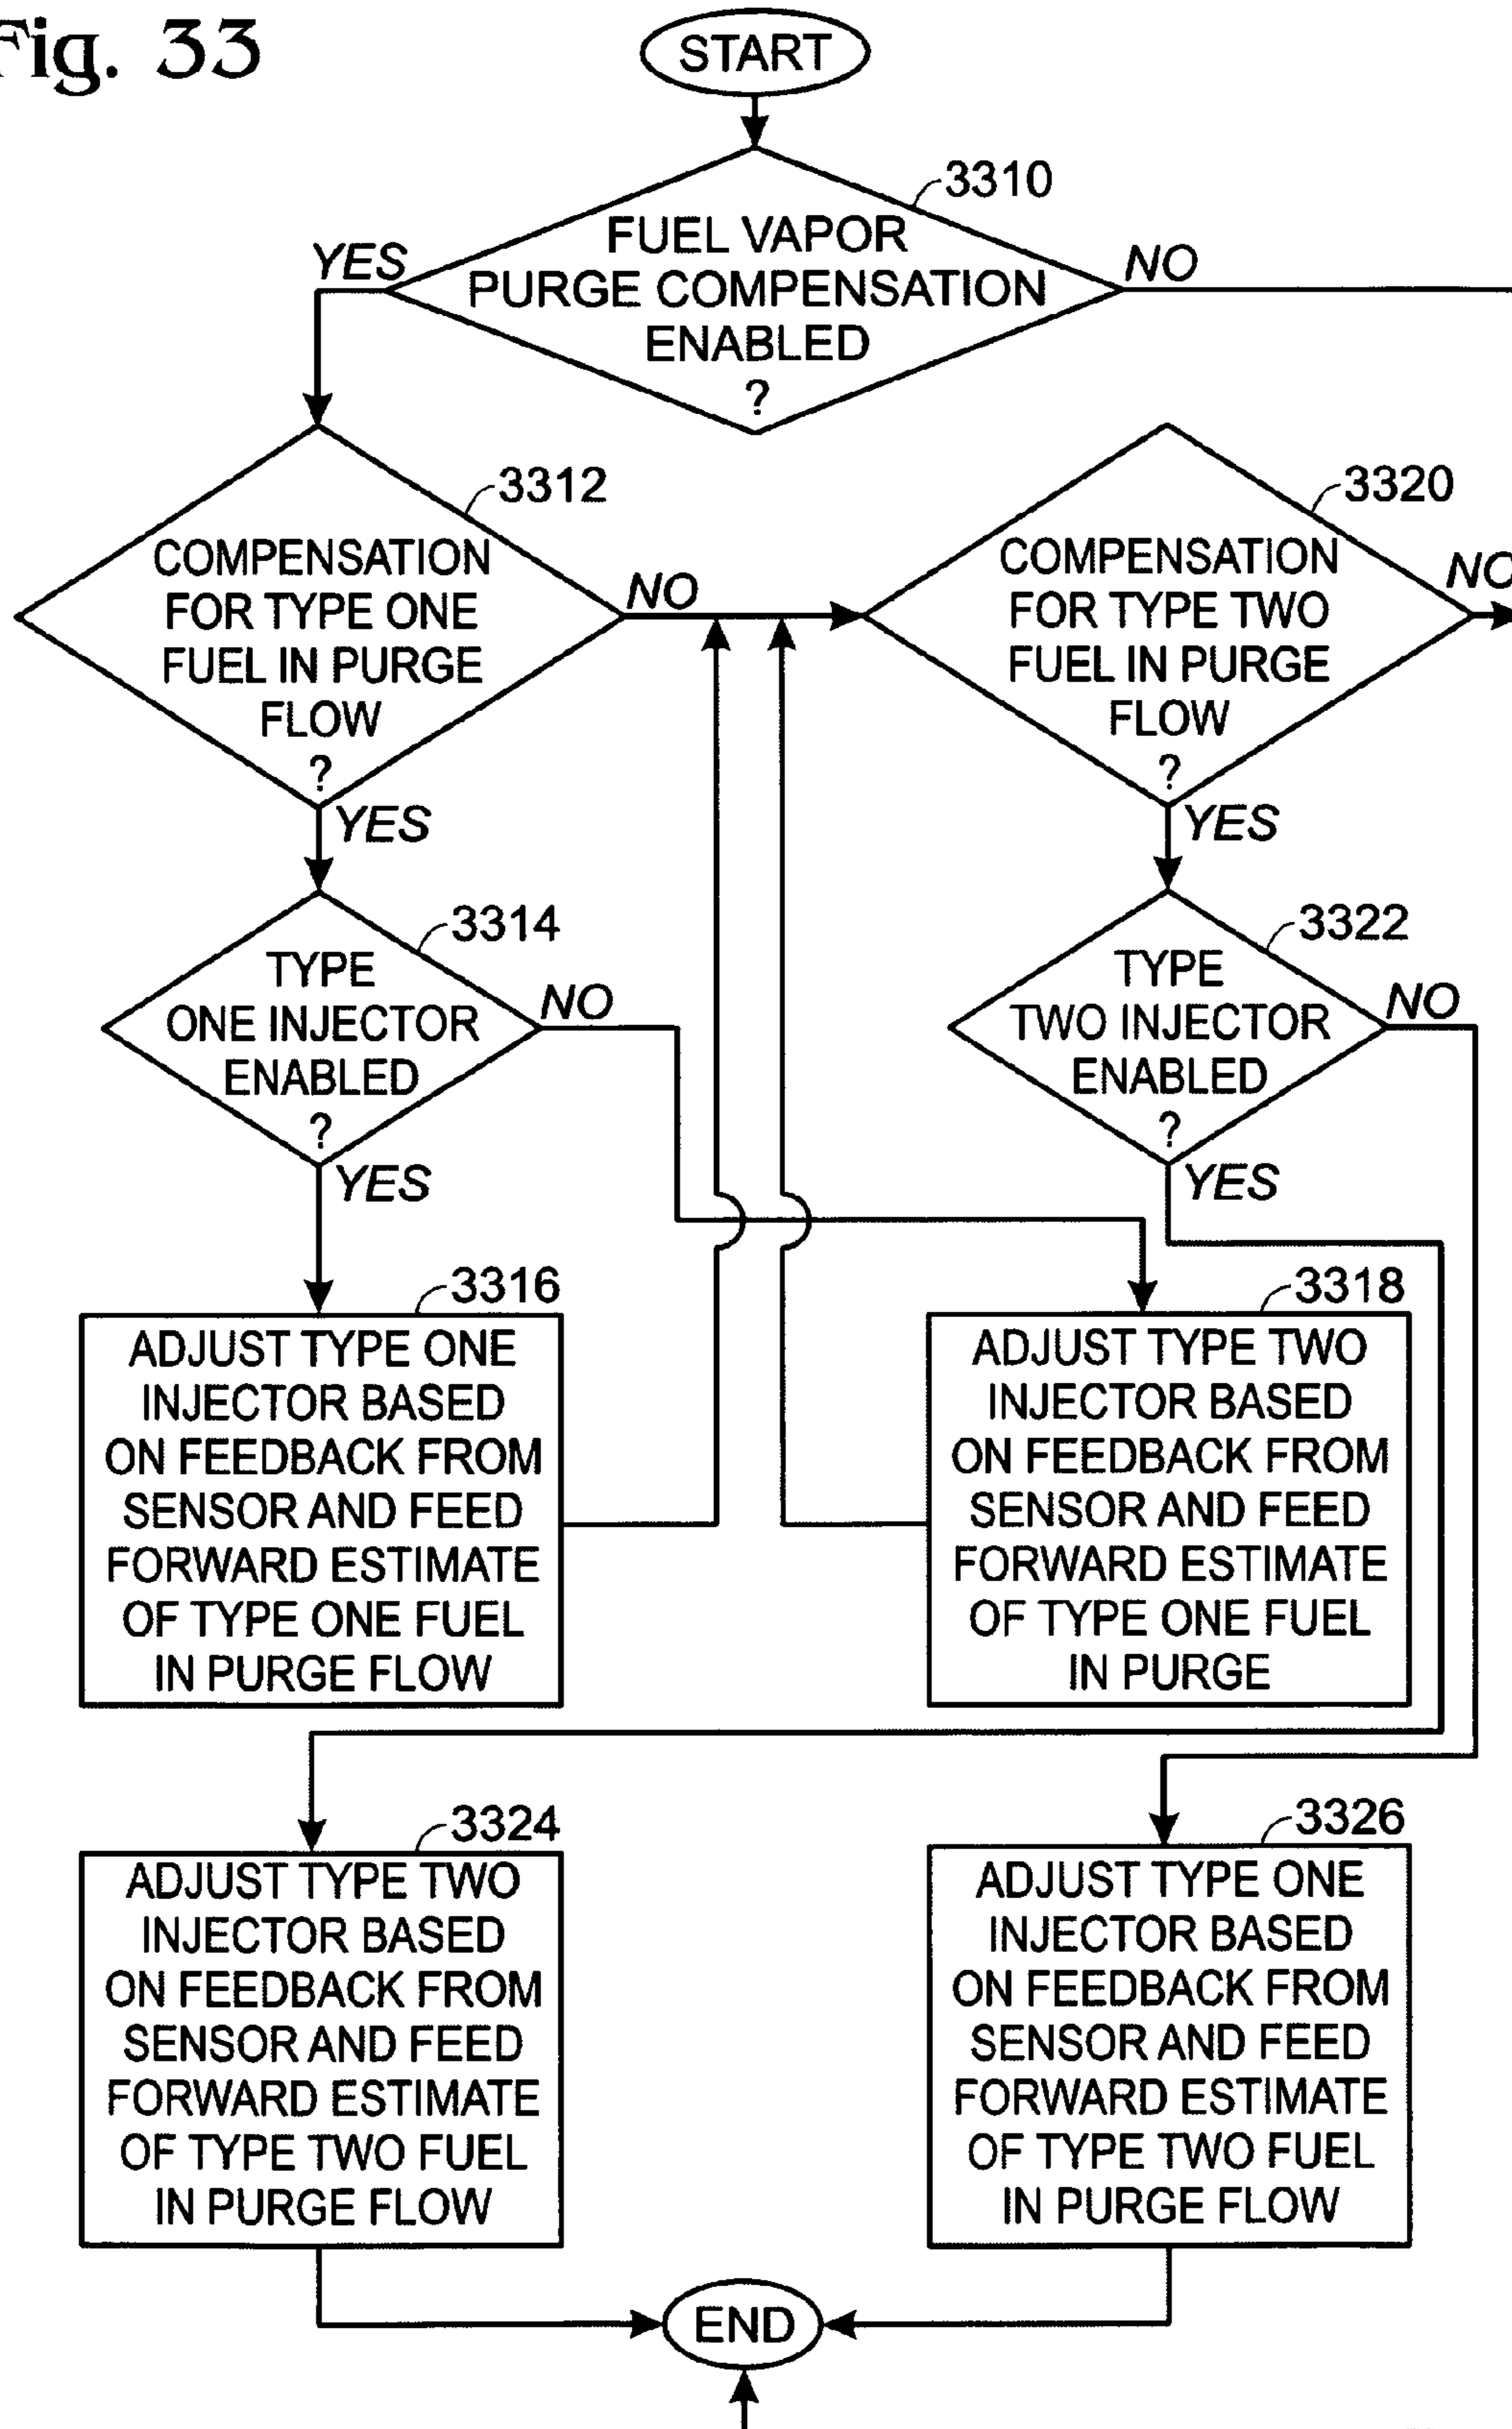 Fig. 33
START
3310
FUEL VAPOR
PURGE COMPENSATION
ENABLED
?
YES
NO
3312
COMPENSATION
FOR TYPE ONE
FUEL IN PURGE
FLOW
?
NO
YES
3320
COMPENSATION
FOR TYPE TWO
FUEL IN PURGE
FLOW
?
NO
YES
3314
TYPE
ONE INJECTOR
ENABLED
?
NO
YES
3322
TYPE
TWO INJECTOR
ENABLED
?
NO
YES
3316
ADJUST TYPE ONE
INJECTOR BASED
ON FEEDBACK FROM
SENSOR AND FEED
FORWARD ESTIMATE
OF TYPE ONE FUEL
IN PURGE FLOW
3318
ADJUST TYPE TWO
INJECTOR BASED
ON FEEDBACK FROM
SENSOR AND FEED
FORWARD ESTIMATE
OF TYPE ONE FUEL
IN PURGE
3324
ADJUST TYPE TWO
INJECTOR BASED
ON FEEDBACK FROM
SENSOR AND FEED
FORWARD ESTIMATE
OF TYPE TWO FUEL
IN PURGE FLOW
3326
ADJUST TYPE ONE
INJECTOR BASED
ON FEEDBACK FROM
SENSOR AND FEED
FORWARD ESTIMATE
OF TYPE TWO FUEL
IN PURGE FLOW
END